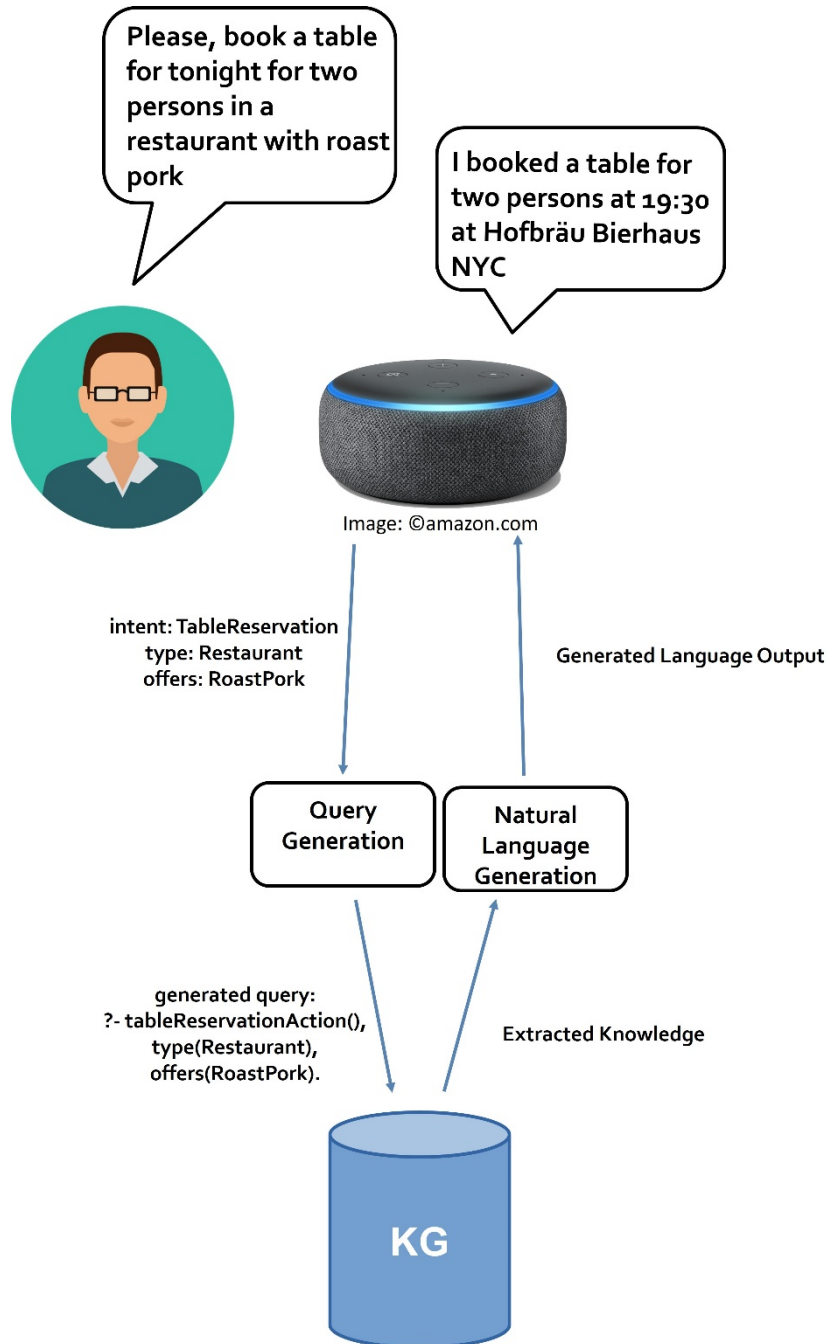 Please, book a table
for tonight for two
persons in a
restaurant with roast
pork
I booked a table for
two persons at 19:30
at Hofbräu Bierhaus
NYC
Image: ©amazon.com
intent: TableReservation
type: Restaurant
offers: RoastPork
Generated Language Output
Query
Generation
Natural
Language
Generation
generated query:
?- tableReservationAction(),
type(Restaurant),
offers(RoastPork).
Extracted Knowledge
KG